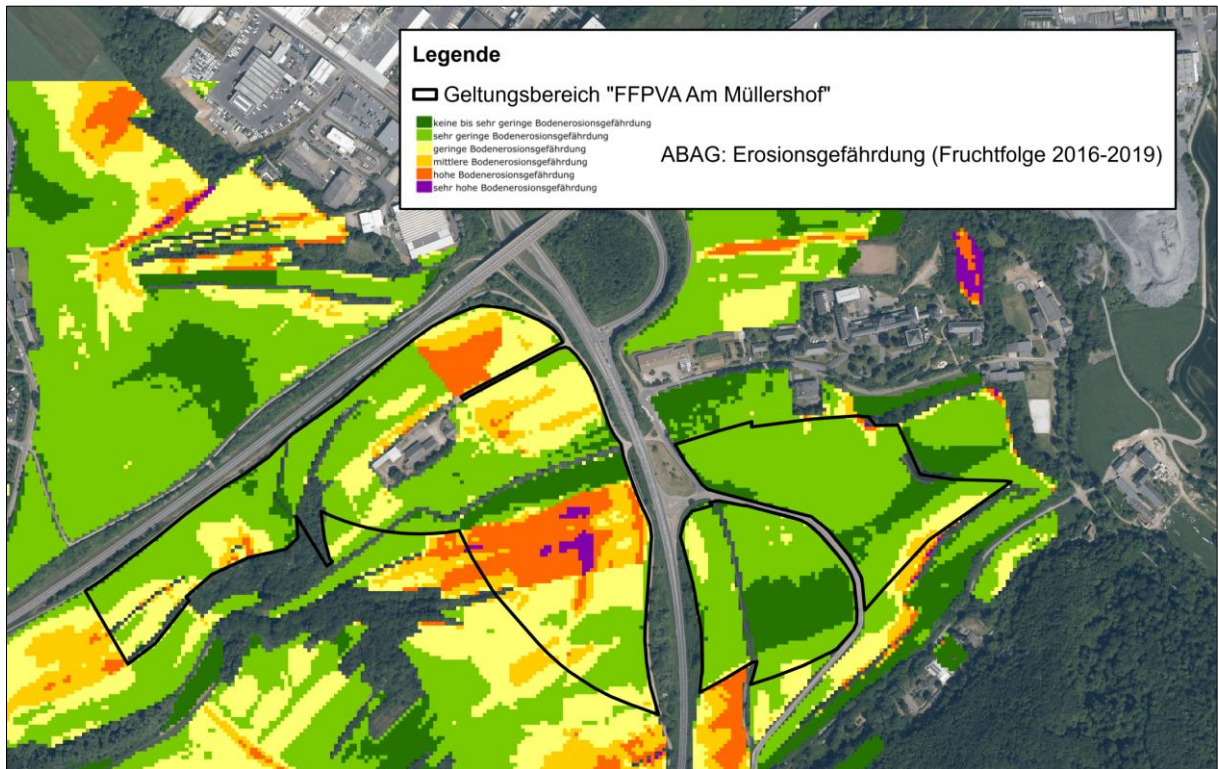 Legende
Geltungsbereich "FFPVA Am Müllershof"
keine bis sehr geringe Bodenerosionsgefährdung
sehr geringe Bodenerosionsgefährdung
geringe Bodenerosionsgefährdung
mittlere Bodenerosionsgefährdung
hohe Bodenerosionsgefährdung
sehr hohe Bodenerosionsgefährdung
ABAG: Erosionsgefährdung (Fruchtfolge 2016-2019)